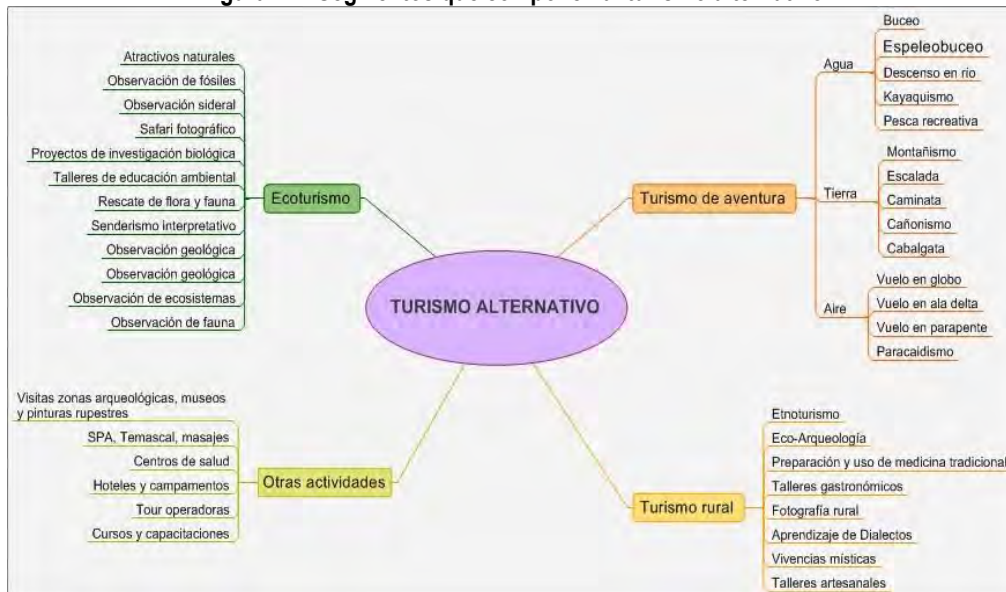 TURISMO ALTERNATIVO
Ecoturismo
Atractivos naturales
Observación de fósiles
Observación sideral
Safari fotográfico
Proyectos de investigación biológica
Talleres de educación ambiental
Rescate de flora y fauna
Senderismo interpretativo
Observación geológica
Observación geológica
Observación de ecosistemas
Observación de fauna
Turismo de aventura
Agua
Buceo
Espeleobuceo
Descenso en río
Kayaquismo
Pesca recreativa
Tierra
Montañismo
Escalada
Caminata
Cañonismo
Cabalgata
Aire
Vuelo en globo
Vuelo en ala delta
Vuelo en parapente
Paracaidismo
Otras actividades
Visitas zonas arqueológicas, museos
y pinturas rupestres
SPA, Temascal, masajes
Centros de salud
Hoteles y campamentos
Tour operadoras
Cursos y capacitaciones
Turismo rural
Etnoturismo
Eco-Arqueología
Preparación y uso de medicina tradicional
Talleres gastronómicos
Fotografía rural
Aprendizaje de Dialectos
Vivencias místicas
Talleres artesanales